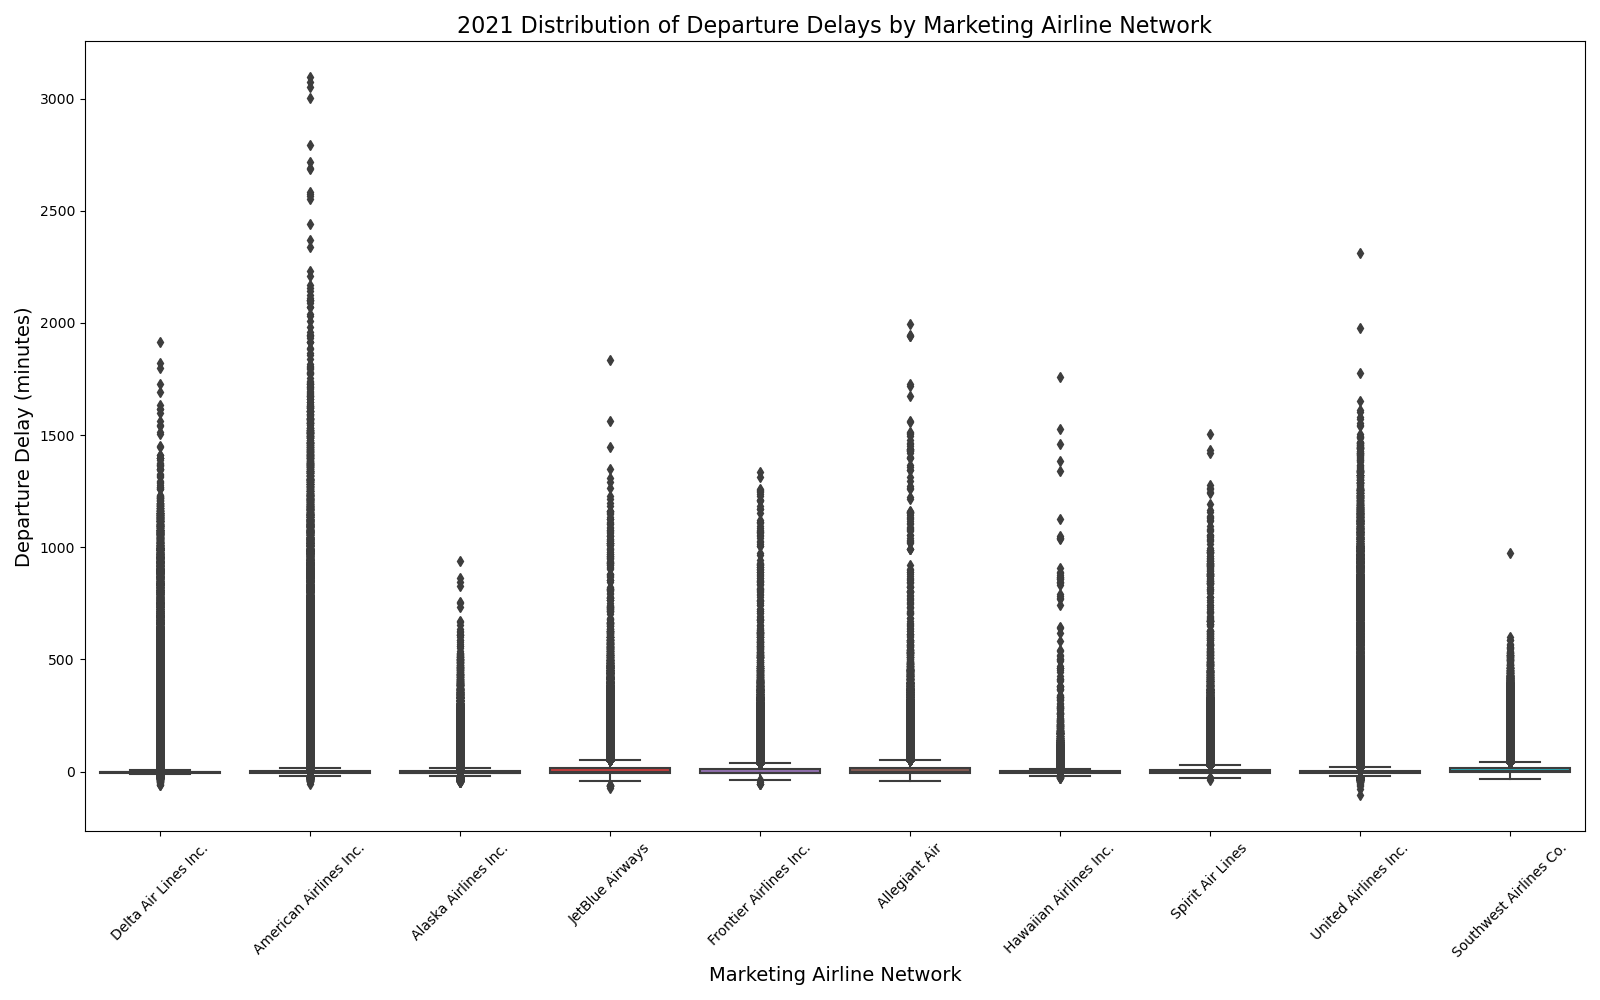 2021 Distribution of Departure Delays by Marketing Airline Network
Departure Delay (minutes)
3000
2500
2000
1500
1000
500
0
Delta Air Lines Inc.
American Airlines Inc.
Alaska Airlines Inc.
JetBlue Airways
Frontier Airlines Inc.
Allegiant Air
Hawaiian Airlines Inc.
Spirit Air Lines
United Airlines Inc.
Southwest Airlines Co.
Marketing Airline Network